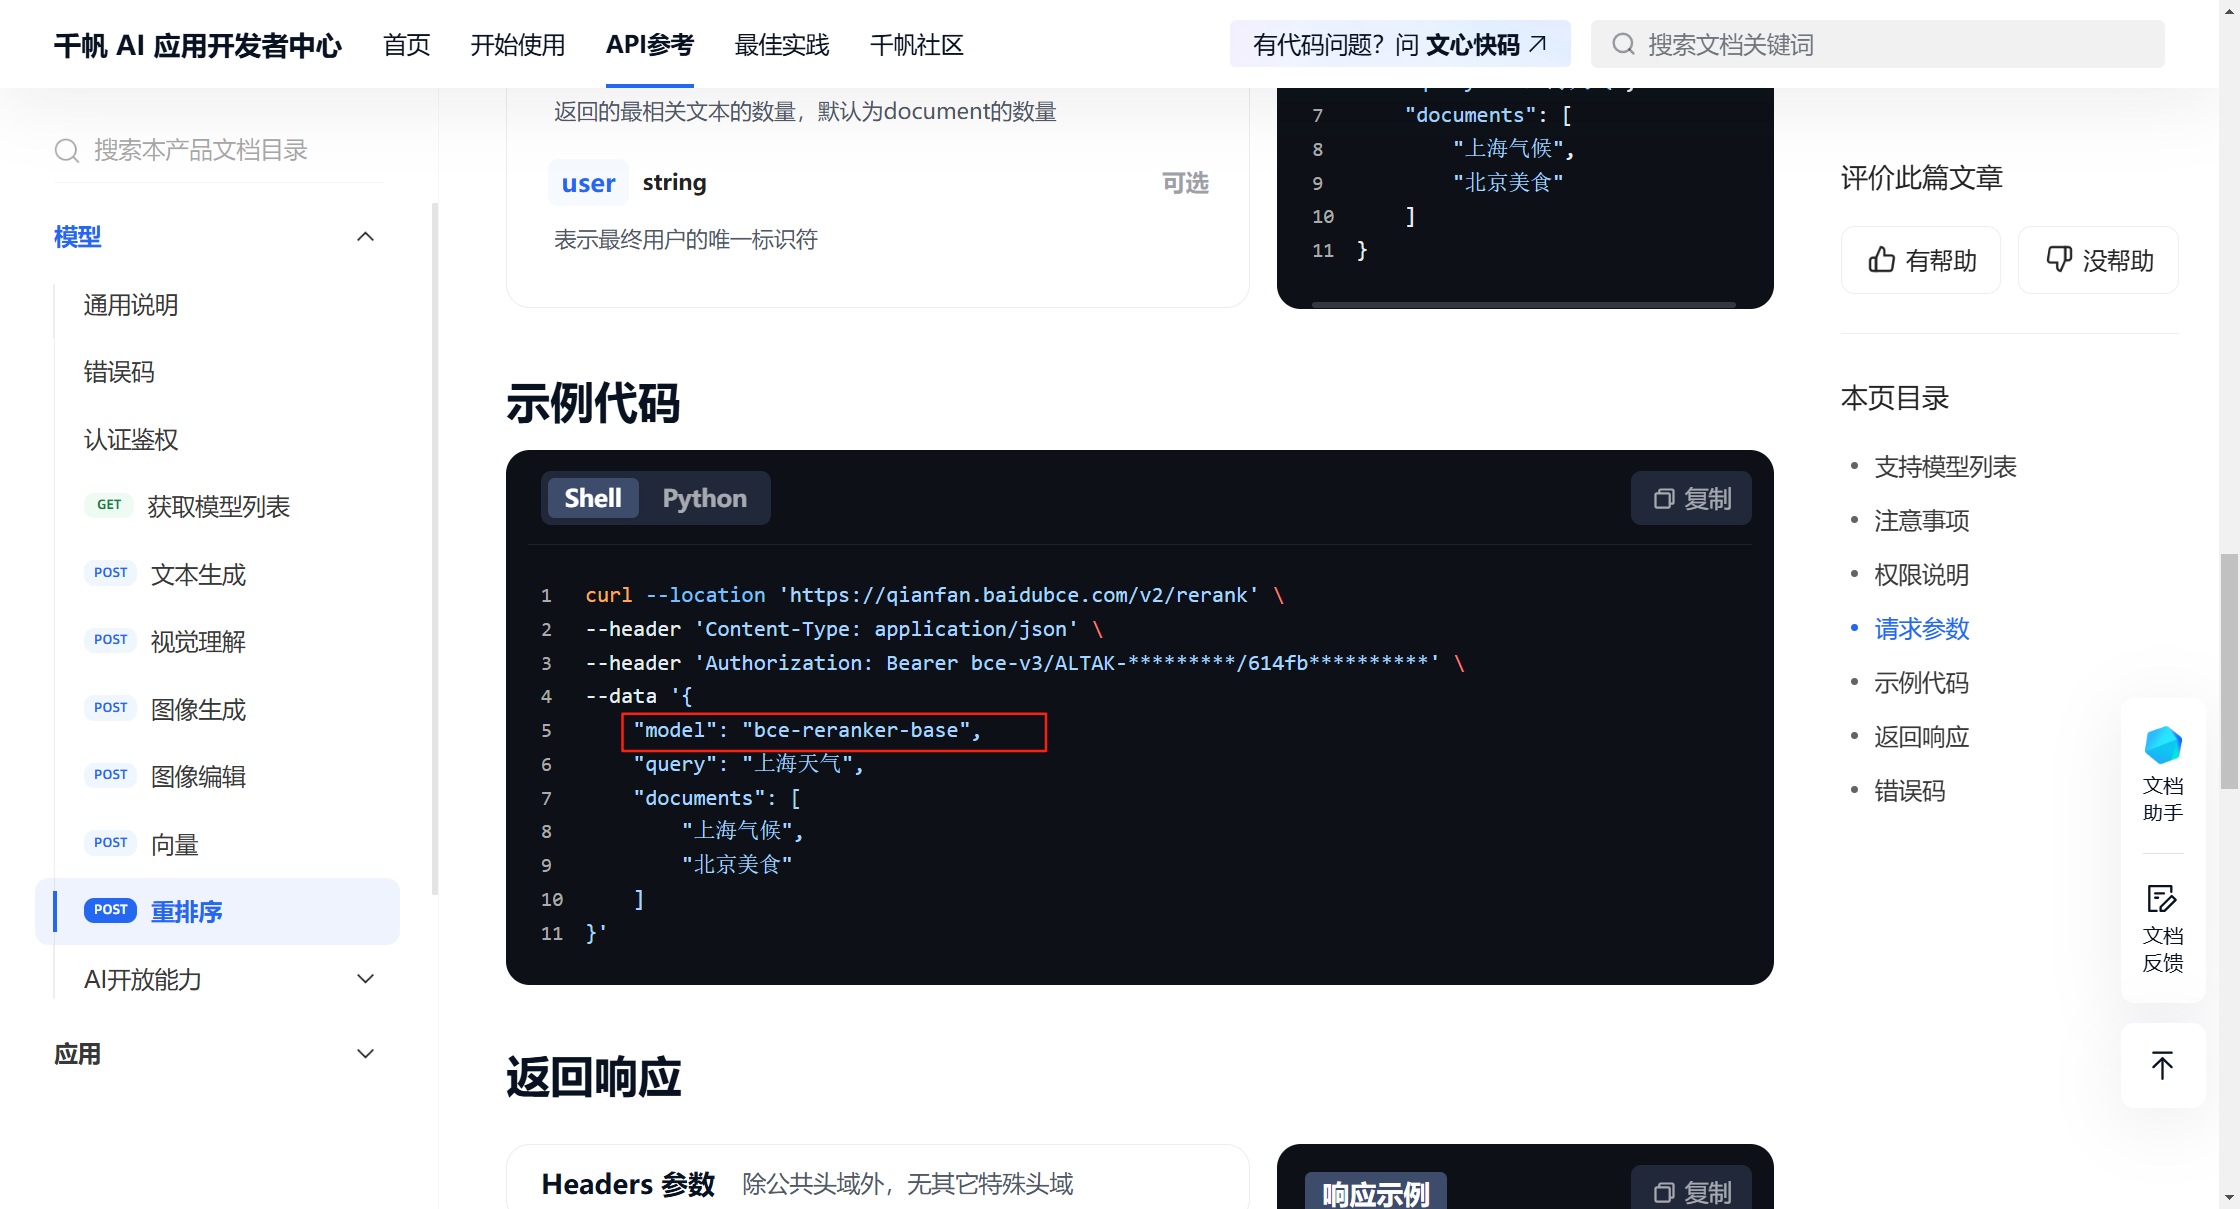 千帆 AI 应用开发者中心
首页
开始使用
API参考
最佳实践
千帆社区
有代码问题？问 文心快码
搜索文档关键词
搜索本产品文档目录
模型
通用说明
错误码
认证鉴权
GET 获取模型列表
POST 文本生成
POST 视觉理解
POST 图像生成
POST 图像编辑
POST 向量
POST 重排序
AI开放能力
应用
返回的最相关文本的数量，默认为document的数量
user string 可选
表示最终用户的唯一标识符
7 "documents": [
8 "上海气候",
9 "北京美食"
10 ]
11 }
示例代码
Shell Python
复制
1 curl --location 'https://qianfan.baidubce.com/v2/rerank' \
2 --header 'Content-Type: application/json' \
3 --header 'Authorization: Bearer bce-v3/ALTAK-*********/614fb**********' \
4 --data '{
5 "model": "bce-reranker-base",
6 "query": "上海天气",
7 "documents": [
8 "上海气候",
9 "北京美食"
10 ]
11 }'
返回响应
Headers 参数 除公共头域外，无其它特殊头域
响应示例
复制
评价此篇文章
有帮助
没帮助
本页目录
支持模型列表
注意事项
权限说明
请求参数
示例代码
返回响应
错误码
文档
助手
文档
反馈